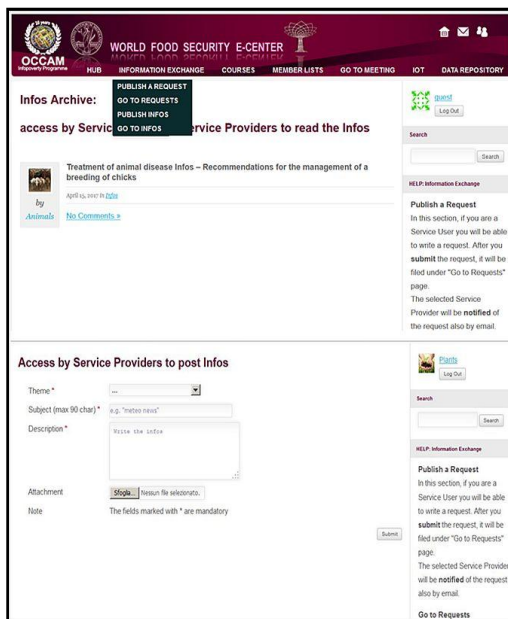 OCCAM
Infopoverty Programme
WORLD FOOD SECURITY E-CENTER
HUB INFORMATION EXCHANGE COURSES MEMBER LISTS GO TO MEETING IOT DATA REPOSITORY
PUBLISH A REQUEST
GO TO REQUESTS
PUBLISH INFOS
GO TO INFOS
Infos Archive:
access by Servic ervice Providers to read the Infos
Treatment of animal disease Infos – Recommendations for the management of a
breeding of chicks
April 15, 2017 in Infos
by
Animals
No Comments »
guest
Log Out
Search
Search
HELP: Information Exchange
Publish a Request
In this section, if you are a
Service User you will be able
to write a request. After you
submit the request, it will be
filed under "Go to Requests"
page.
The selected Service
Provider will be notified of
the request also by email.
Access by Service Providers to post Infos
Theme * ...
Subject (max 90 char) * e.g. "meteo news"
Description * Write the infos
Attachment Sfoglia... Nessun file selezionato.
Note The fields marked with * are mandatory
Submit
Plants
Log Out
Search
Search
HELP: Information Exchange
Publish a Request
In this section, if you are a
Service User you will be able
to write a request. After you
submit the request, it will be
filed under "Go to Requests"
page.
The selected Service Provider
will be notified of the request
also by email.
Go to Requests